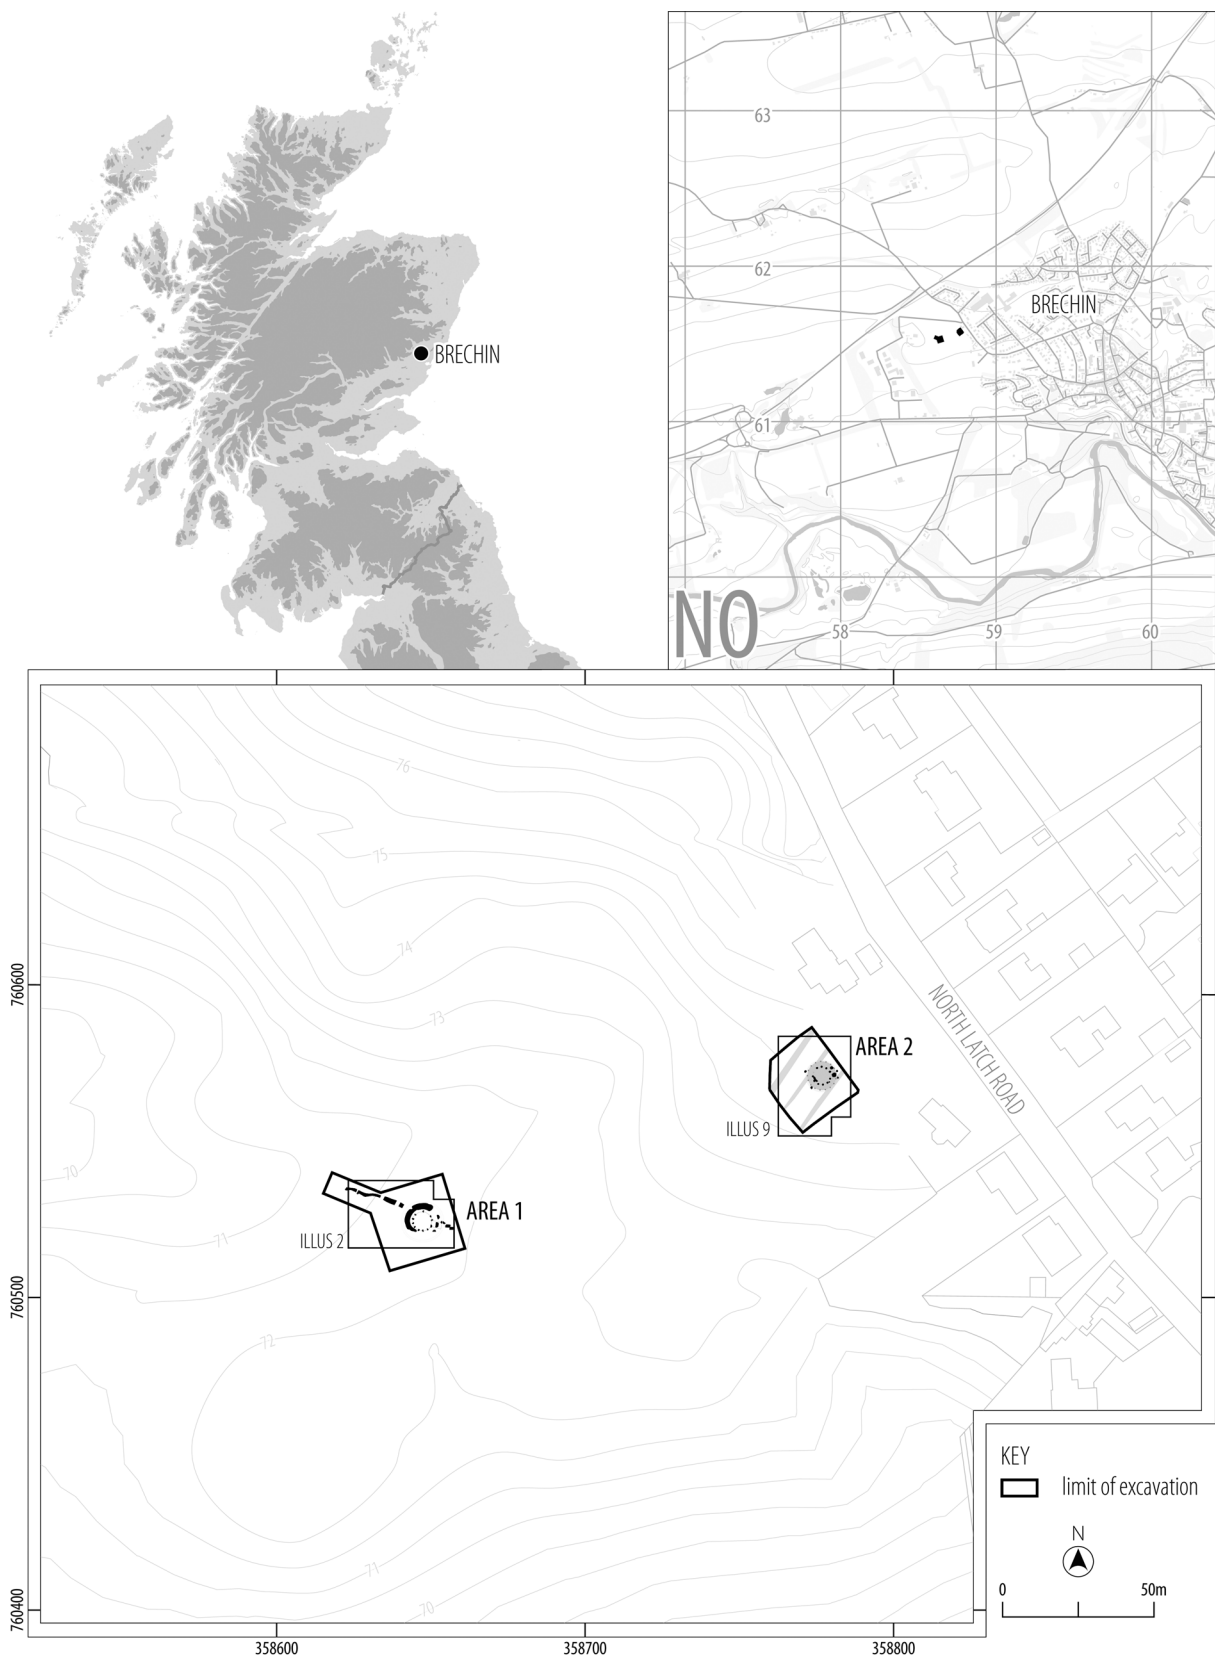 BRECHIN
63
62
BRECHIN
61
NO
58
59
60
76
75
74
73
NORTH LATCH ROAD
AREA 2
ILLUS 9
70
AREA 1
71
ILLUS 2
72
71
70
760600
760500
760400
358600
358700
358800
KEY
limit of excavation
N
0
50m